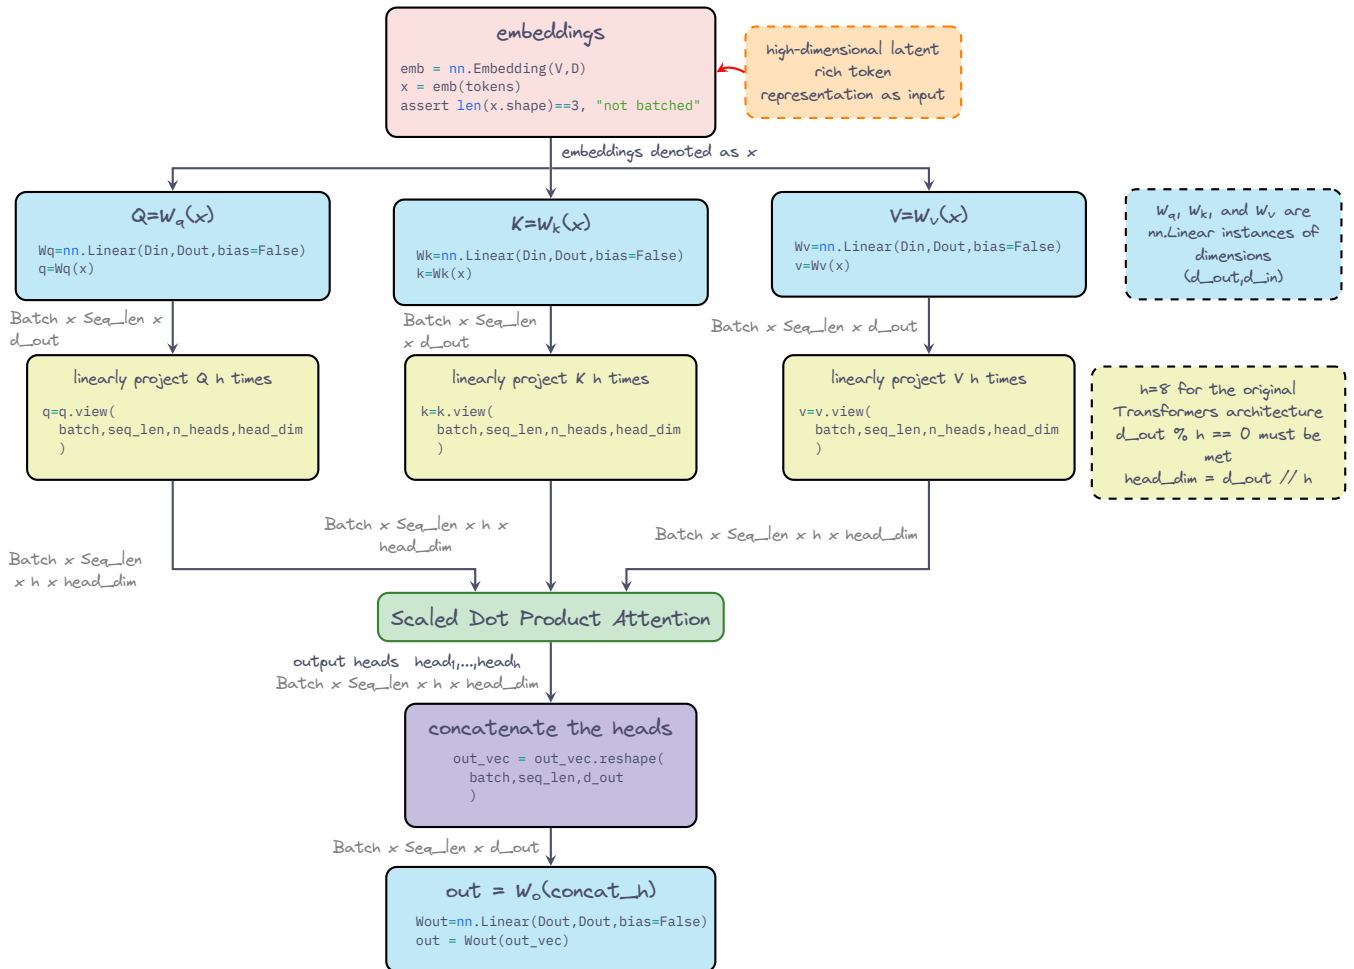 embeddings
emb = nn.Embedding(V,D)
x = emb(tokens)
assert len(x.shape)==3, "not batched"
high-dimensional latent
rich token
representation as input
embeddings denoted as x
Q=Wq(x)
Wq=nn.Linear(Din,Dout,bias=False)
q=Wq(x)
K=Wk(x)
Wk=nn.Linear(Din,Dout,bias=False)
k=Wk(x)
V=Wv(x)
Wv=nn.Linear(Din,Dout,bias=False)
v=Wv(x)
Wq, Wk, and Wv are
nn.Linear instances of
dimensions
(d_out,d_in)
Batch x Seq_len x
d_out
Batch x Seq_len
x d_out
Batch x Seq_len x d_out
linearly project Q h times
q=q.view(
batch,seq_len,n_heads,head_dim
)
linearly project K h times
k=k.view(
batch,seq_len,n_heads,head_dim
)
linearly project V h times
v=v.view(
batch,seq_len,n_heads,head_dim
)
h=8 for the original
Transformers architecture
d_out % h == 0 must be
met
head_dim = d_out // h
Batch x Seq_len
x h x head_dim
Batch x Seq_len x h x
head_dim
Batch x Seq_len x h x head_dim
Scaled Dot Product Attention
output heads head1,...,headh
Batch x Seq_len x h x head_dim
concatenate the heads
out_vec = out_vec.reshape(
batch,seq_len,d_out
)
Batch x Seq_len x d_out
out = Wo(concat_h)
Wout=nn.Linear(Dout,Dout,bias=False)
out = Wout(out_vec)